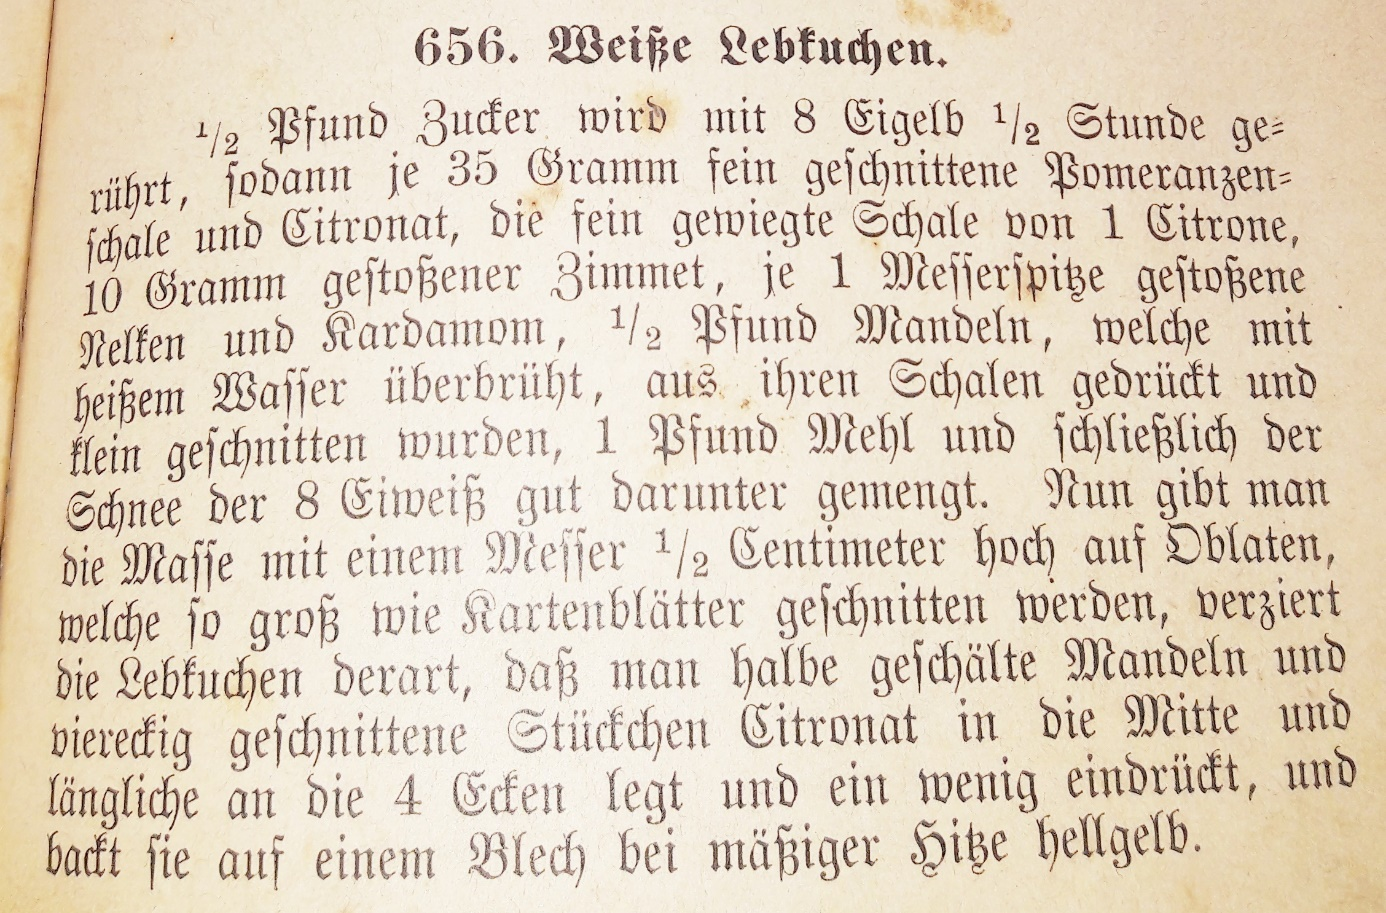 656. Weiße Lebkuchen.
1/2 Pfund Zucker wird mit 8 Eigelb 1/2 Stunde ge=
rührt, sodann je 35 Gramm fein geschnittene Pomeranzen=
schale und Citronat, die fein gewiegte Schale von 1 Citrone,
10 Gramm gestoßener Zimmet, je 1 Messerspitze gestoßene
Nelken und Kardamom, 1/2 Pfund Mandeln, welche mit
heißem Wasser überbrüht, aus ihren Schalen gedrückt und
klein geschnitten wurden, 1 Pfund Mehl und schließlich der
Schnee der 8 Eiweiß gut darunter gemengt. Nun gibt man
die Masse mit einem Messer 1/2 Centimeter hoch auf Oblaten,
welche so groß wie Kartenblätter geschnitten werden, verziert
die Lebkuchen derart, daß man halbe geschälte Mandeln und
viereckig geschnittene Stückchen Citronat in die Mitte und
längliche an die 4 Ecken legt und ein wenig eindrückt, und
backt sie auf einem Blech bei mäßiger Hitze hellgelb.